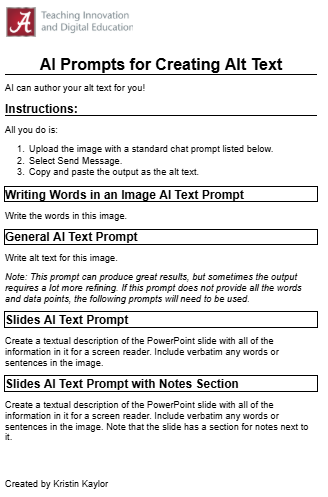 A
Teaching Innovation
and Digital Education
AI Prompts for Creating Alt Text
AI can author your alt text for you!
Instructions:
All you do is:
1. Upload the image with a standard chat prompt listed below.
2. Select Send Message.
3. Copy and paste the output as the alt text.
Writing Words in an Image AI Text Prompt
Write the words in this image.
General AI Text Prompt
Write alt text for this image.
Note: This prompt can produce great results, but sometimes the output
requires a lot more refining. If this prompt does not provide all the words
and data points, the following prompts will need to be used.
Slides AI Text Prompt
Create a textual description of the PowerPoint slide with all of the
information in it for a screen reader. Include verbatim any words or
sentences in the image.
Slides AI Text Prompt with Notes Section
Create a textual description of the PowerPoint slide with all of the
information in it for a screen reader. Include verbatim any words or
sentences in the image. Note that the slide has a section for notes next to
it.
Created by Kristin Kaylor